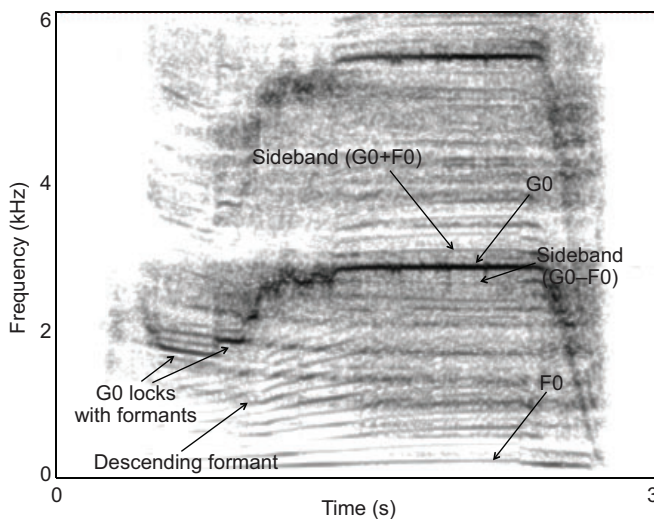 6
Sideband (G0+F0)
4
G0
Sideband
(G0–F0)
Frequency (kHz)
2
G0 locks
with formants
F0
Descending formant
0
0
3
Time (s)